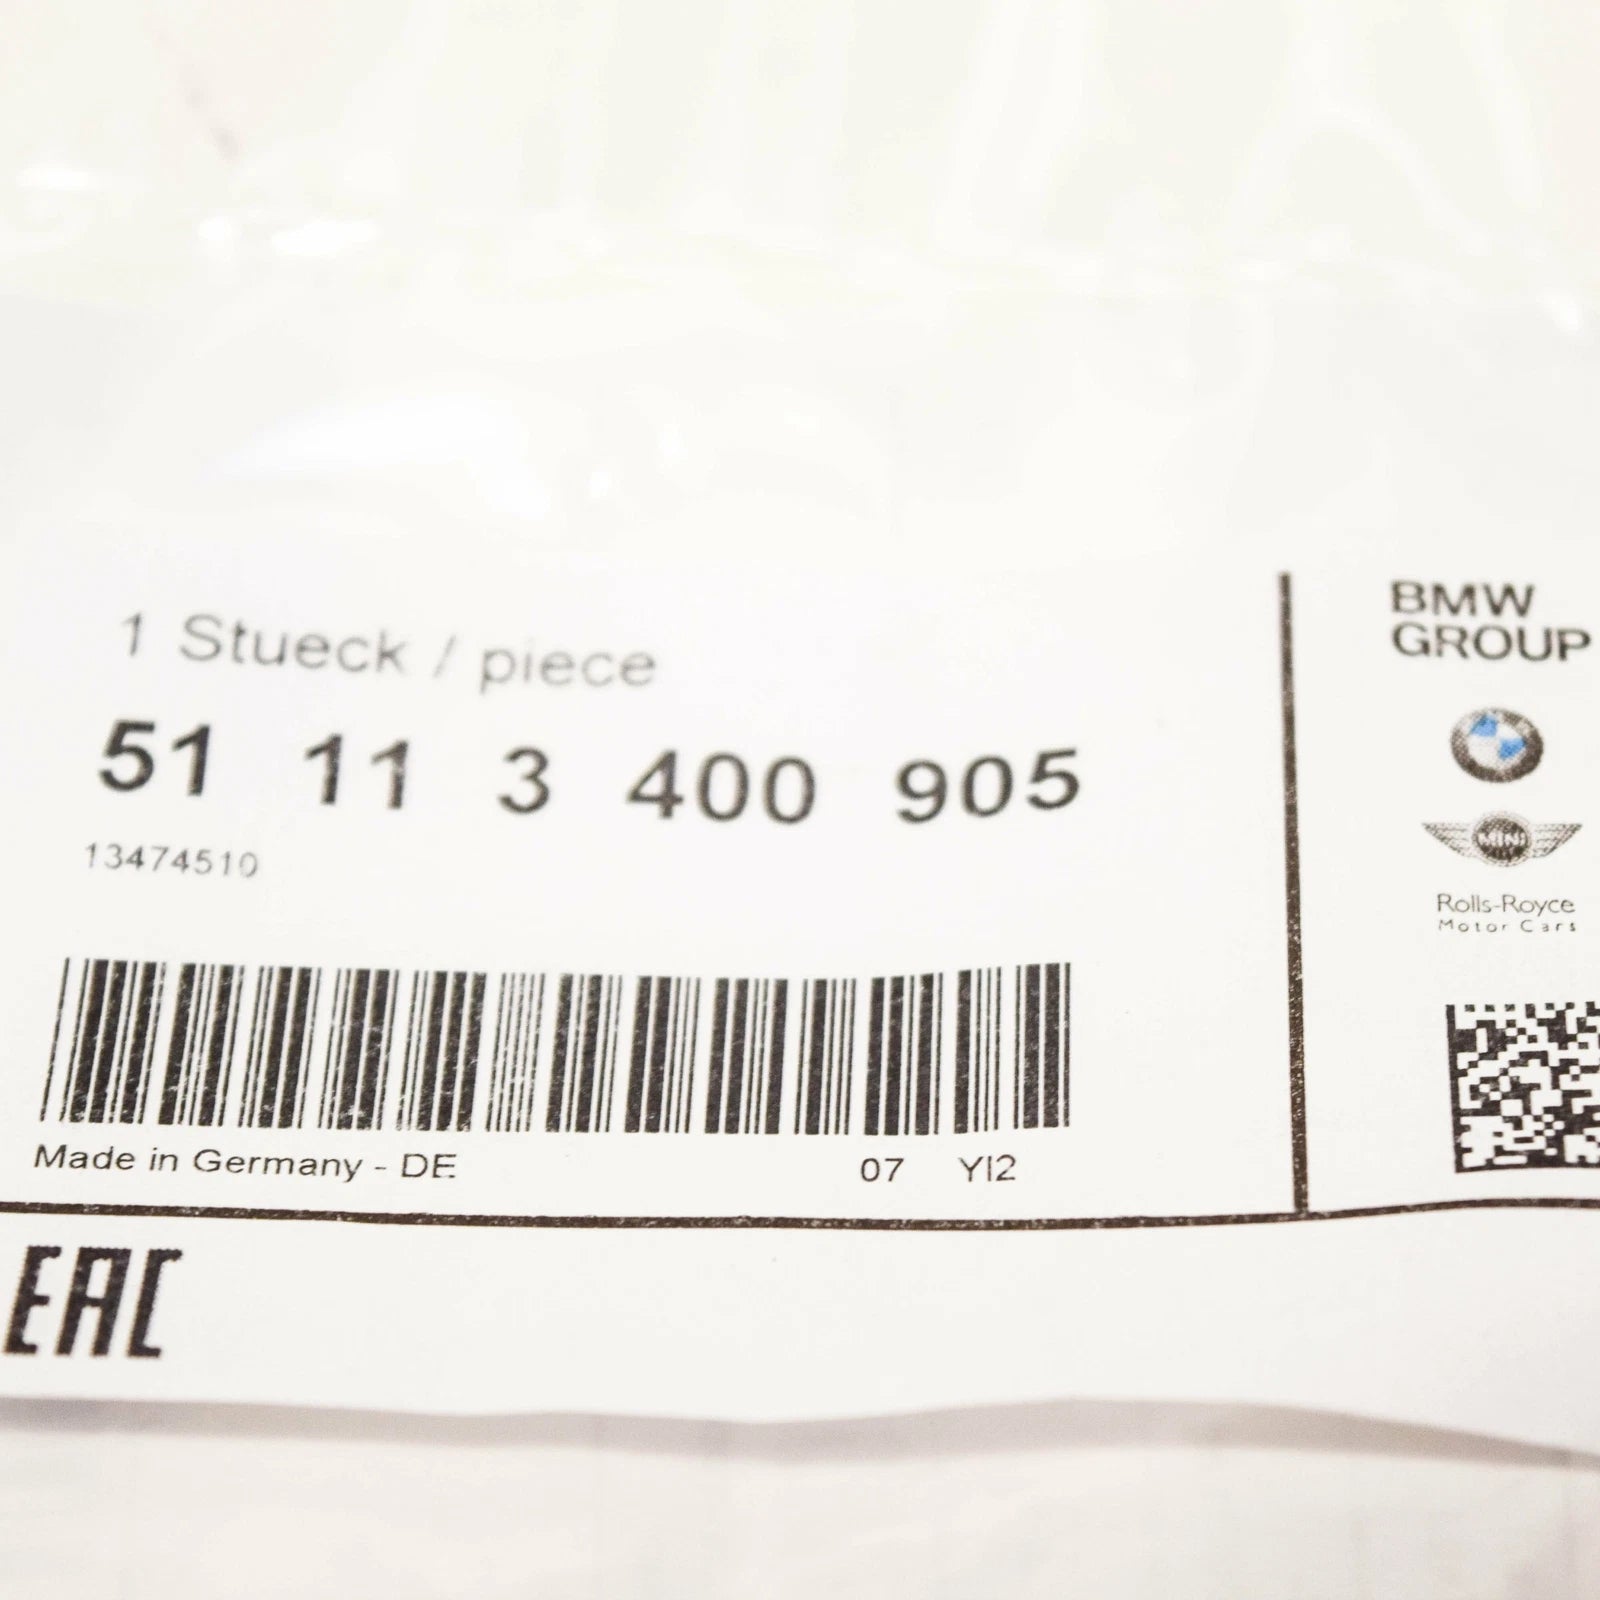 1 Stueck / piece
51 11 3 400 905
13474510
Made in Germany - DE
07 YI2
EAC
BMW
GROUP
MINI
Rolls-Royce
Motor Cars